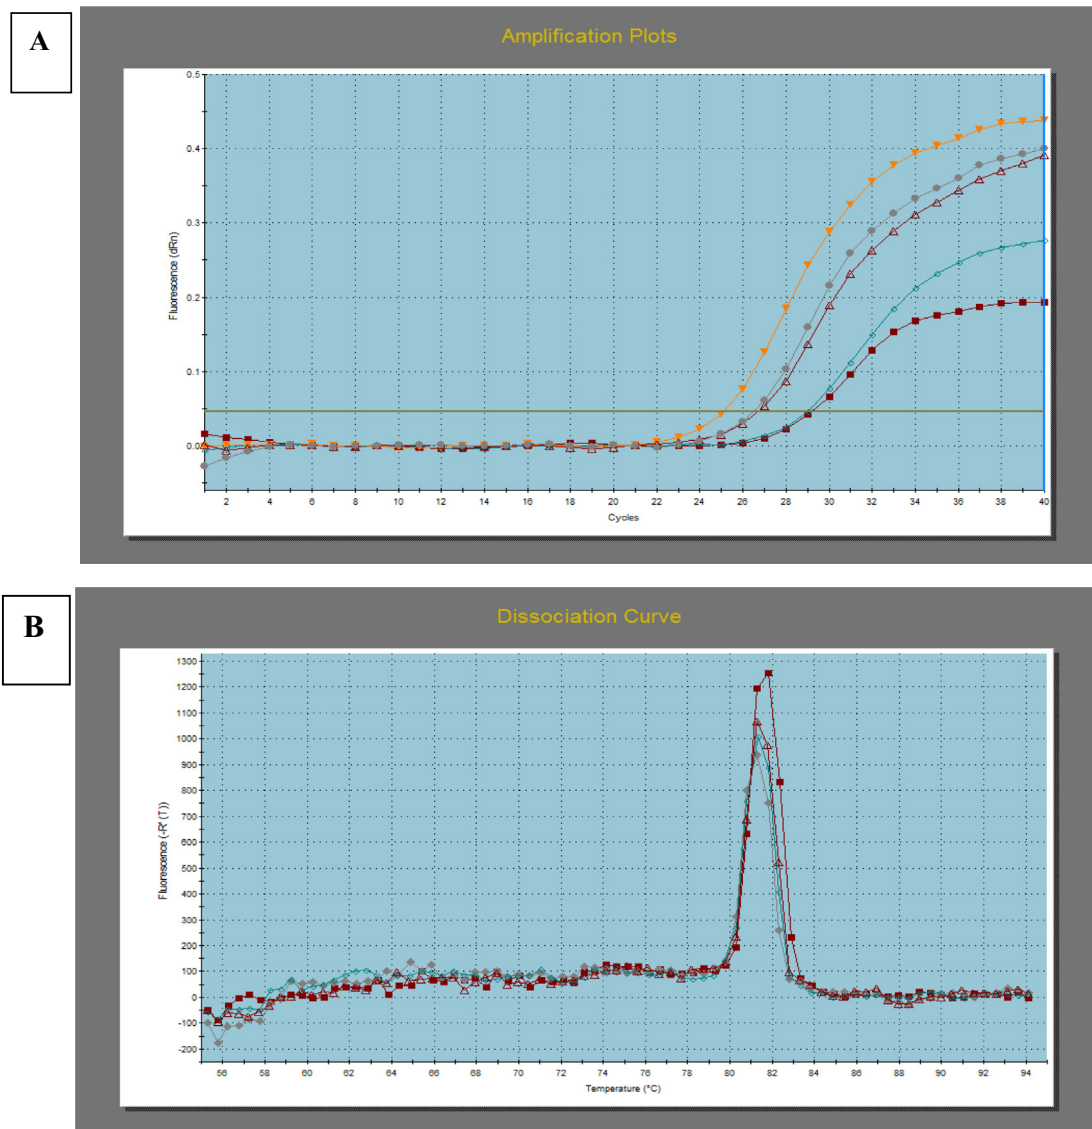 A
Amplification Plots
0.5
0.4
0.3
0.2
0.1
0.00
Fluorescence (dRn)
2 4 6 8 10 12 14 16 18 20 22 24 26 28 30 32 34 36 38 40
Cycles
B
Dissociation Curve
1300
1200
1100
1000
900
800
700
600
500
400
300
200
100
0
-100
-200
Fluorescence (-R' (T))
56 58 60 62 64 66 68 70 72 74 76 78 80 82 84 86 88 90 92 94
Temperature (°C)